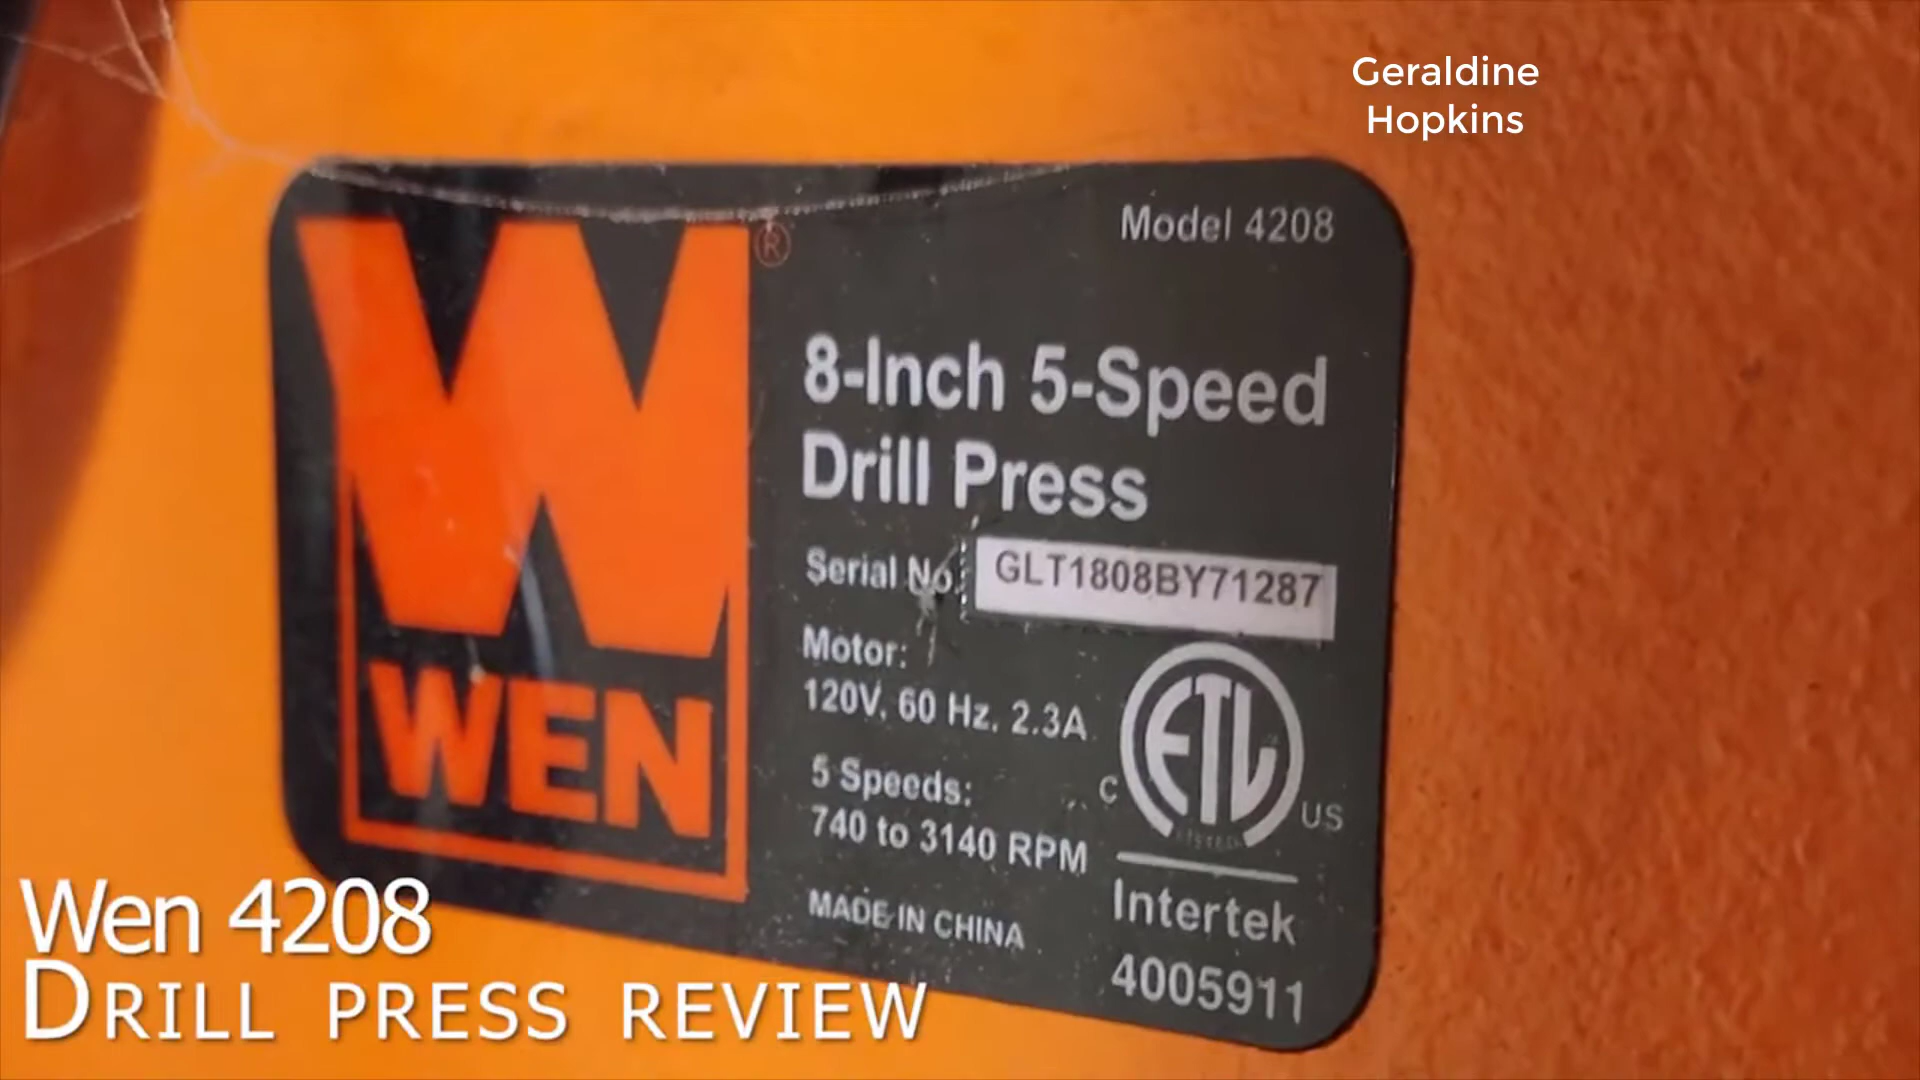 Geraldine
Hopkins
Model 4208
®
WEN
8-Inch 5-Speed
Drill Press
Serial No. GLT1808BY71287
Motor:
120V, 60 Hz. 2.3A
5 Speeds:
740 to 3140 RPM
MADE IN CHINA
ETL
C US
Intertek
4005911
Wen 4208
DRILL PRESS REVIEW